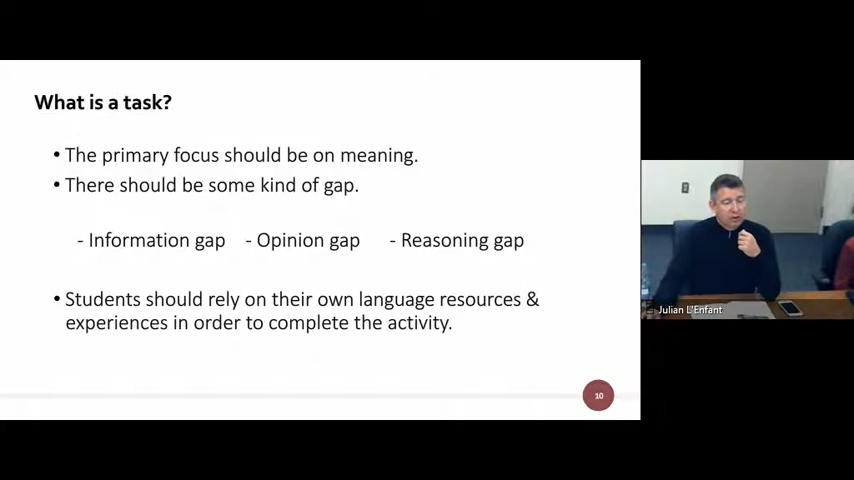 What is a task?
• The primary focus should be on meaning.
• There should be some kind of gap.
- Information gap - Opinion gap - Reasoning gap
• Students should rely on their own language resources &
experiences in order to complete the activity.
10
Julian L'Enfant